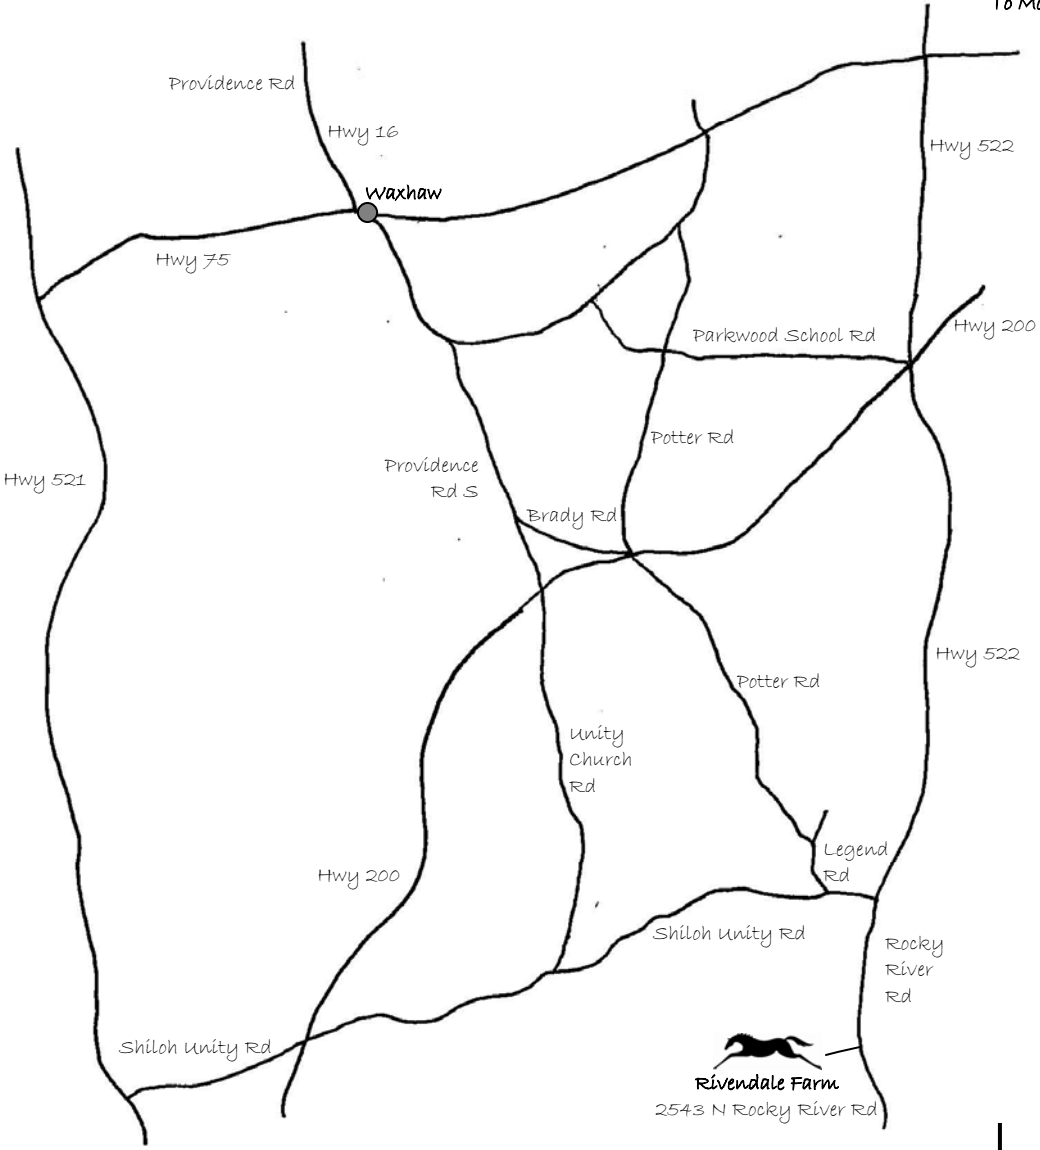 To Mo
Providence Rd
Hwy 16
Hwy 522
Waxhaw
Hwy 75
Hwy 200
Parkwood School Rd
Potter Rd
Providence
Rd S
Hwy 521
Brady Rd
Hwy 522
Potter Rd
Unity
Church
Rd
Legend
Rd
Hwy 200
Shiloh Unity Rd
Rocky
River
Rd
Shiloh Unity Rd
Rivendale Farm
2543 N Rocky River Rd